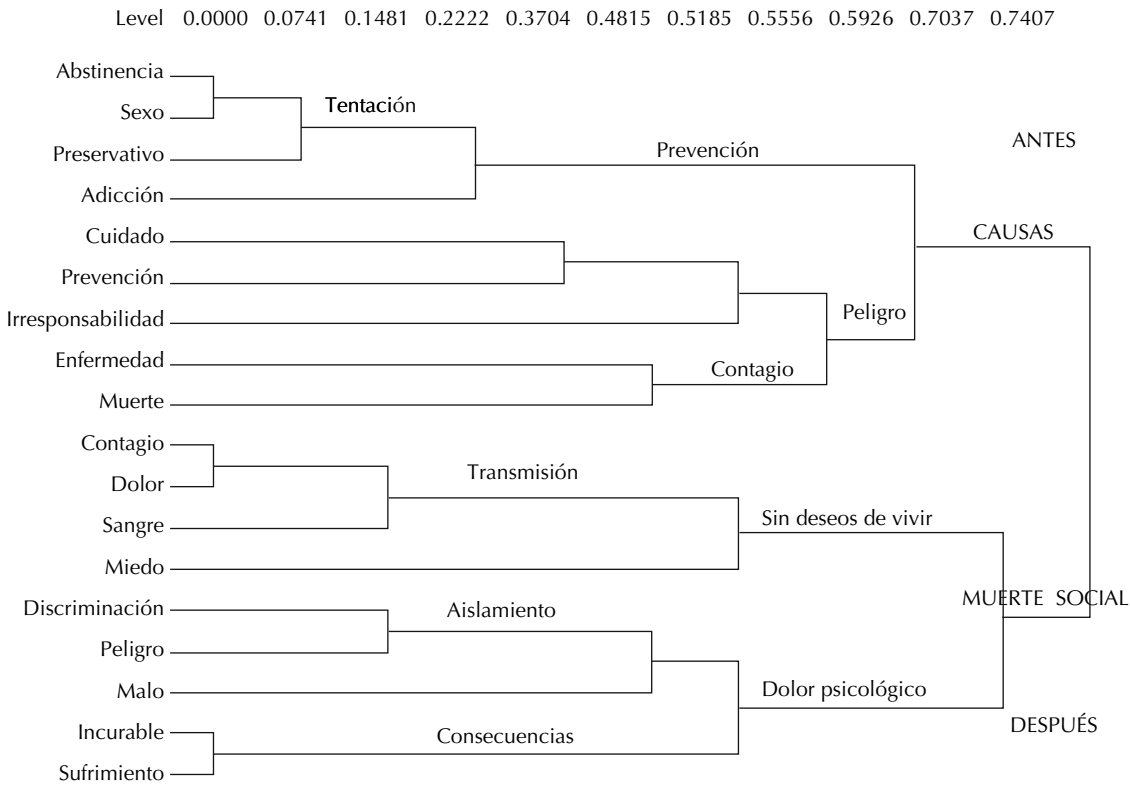 Level 0.0000 0.0741 0.1481 0.2222 0.3704 0.4815 0.5185 0.5556 0.5926 0.7037 0.7407
Abstinencia
Tentación
Sexo
ANTES
Preservativo
Prevención
Adicción
CAUSAS
Cuidado
Prevención
Peligro
Irresponsabilidad
Enfermedad
Contagio
Muerte
Contagio
Transmisión
Dolor
Sin deseos de vivir
Sangre
Miedo
MUERTE SOCIAL
Discriminación
Aislamiento
Peligro
Malo
Dolor psicológico
DESPUÉS
Incurable
Consecuencias
Sufrimiento